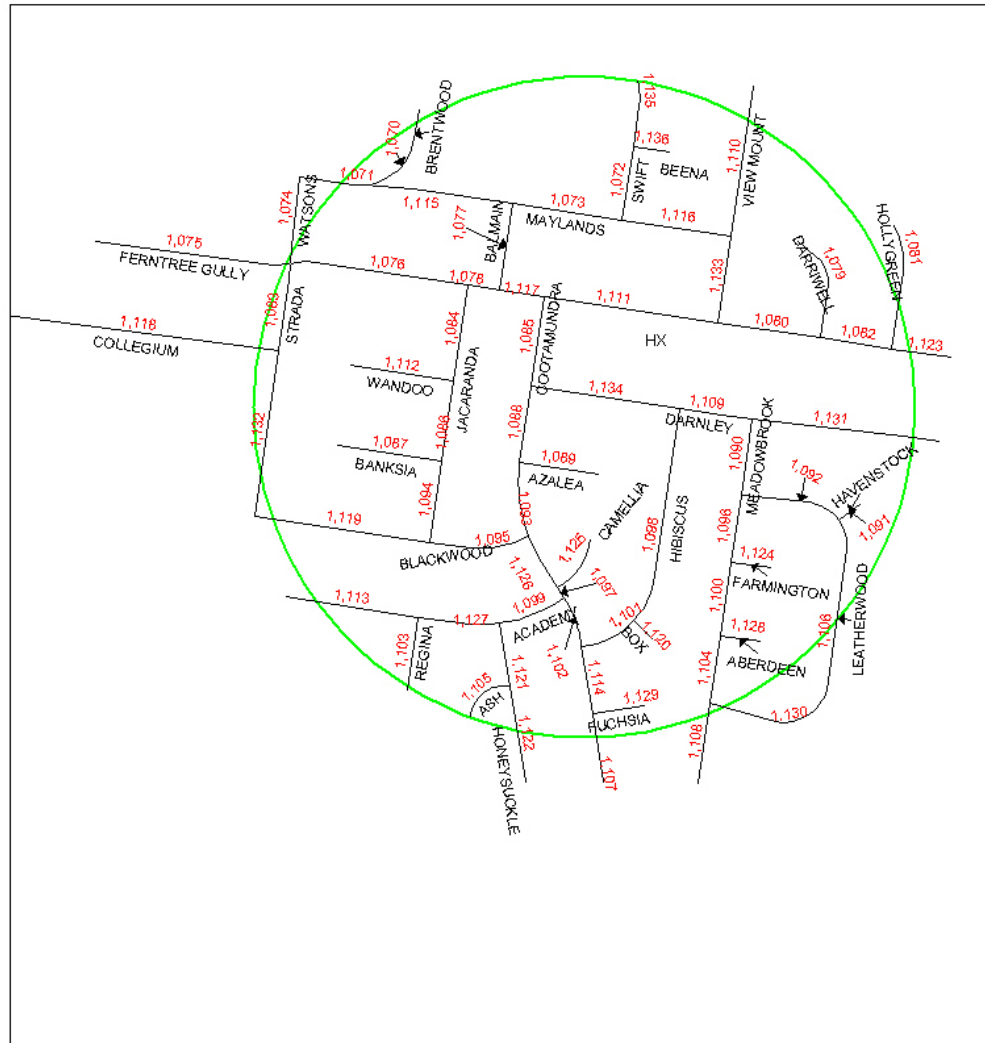 1,135
BRENTWOOD
1,070
1,136
BEENA
1,110
VIEW MOUNT
1,071
1,072
SWIFT
WATSONS
1,074
1,115
1,077
BALMAIN
1,073
MAYLANDS
1,116
1,075
FERNTREE GULLY
HOLLYGREEN
1,081
1,076
1,078
1,117
1,111
1,133
DARRIWELL
1,079
1,080
1,082
1,123
STRADA
1,118
COLLEGIUM
1,084
1,085
COOTAMUNDRA
HX
1,112
WANDOO
JACARANDA
1,086
1,134
1,109
DARNLEY
1,131
1,132
1,087
BANKSIA
1,088
1,089
AZALEA
1,090
MEADOWBROOK
1,092
HAVENSTOCK
1,091
1,094
1,093
CAMELLIA
1,098
HIBISCUS
1,096
1,119
1,095
BLACKWOOD
1,125
1,126
1,097
1,124
FARMINGTON
1,113
1,127
1,099
ACADEMY
1,101
BOX
1,120
1,100
1,106
LEATHERWOOD
1,103
REGINA
1,102
1,128
ABERDEEN
1,105
ASH
1,121
1,114
1,129
FUCHSIA
1,104
1,130
1,122
HONEYSUCKLE
1,107
1,108